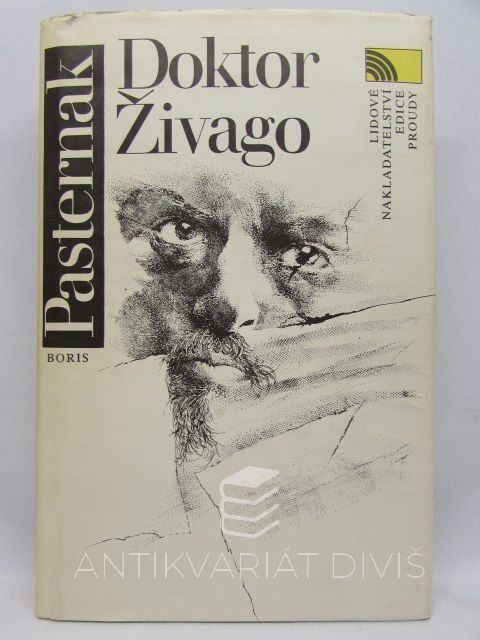 Pasternak
BORIS
Doktor
Živago
LIDOVÉ
NAKLADATELSTVÍ
EDICE
PROUDY
ANTIKVARIÁT DIVIŠ